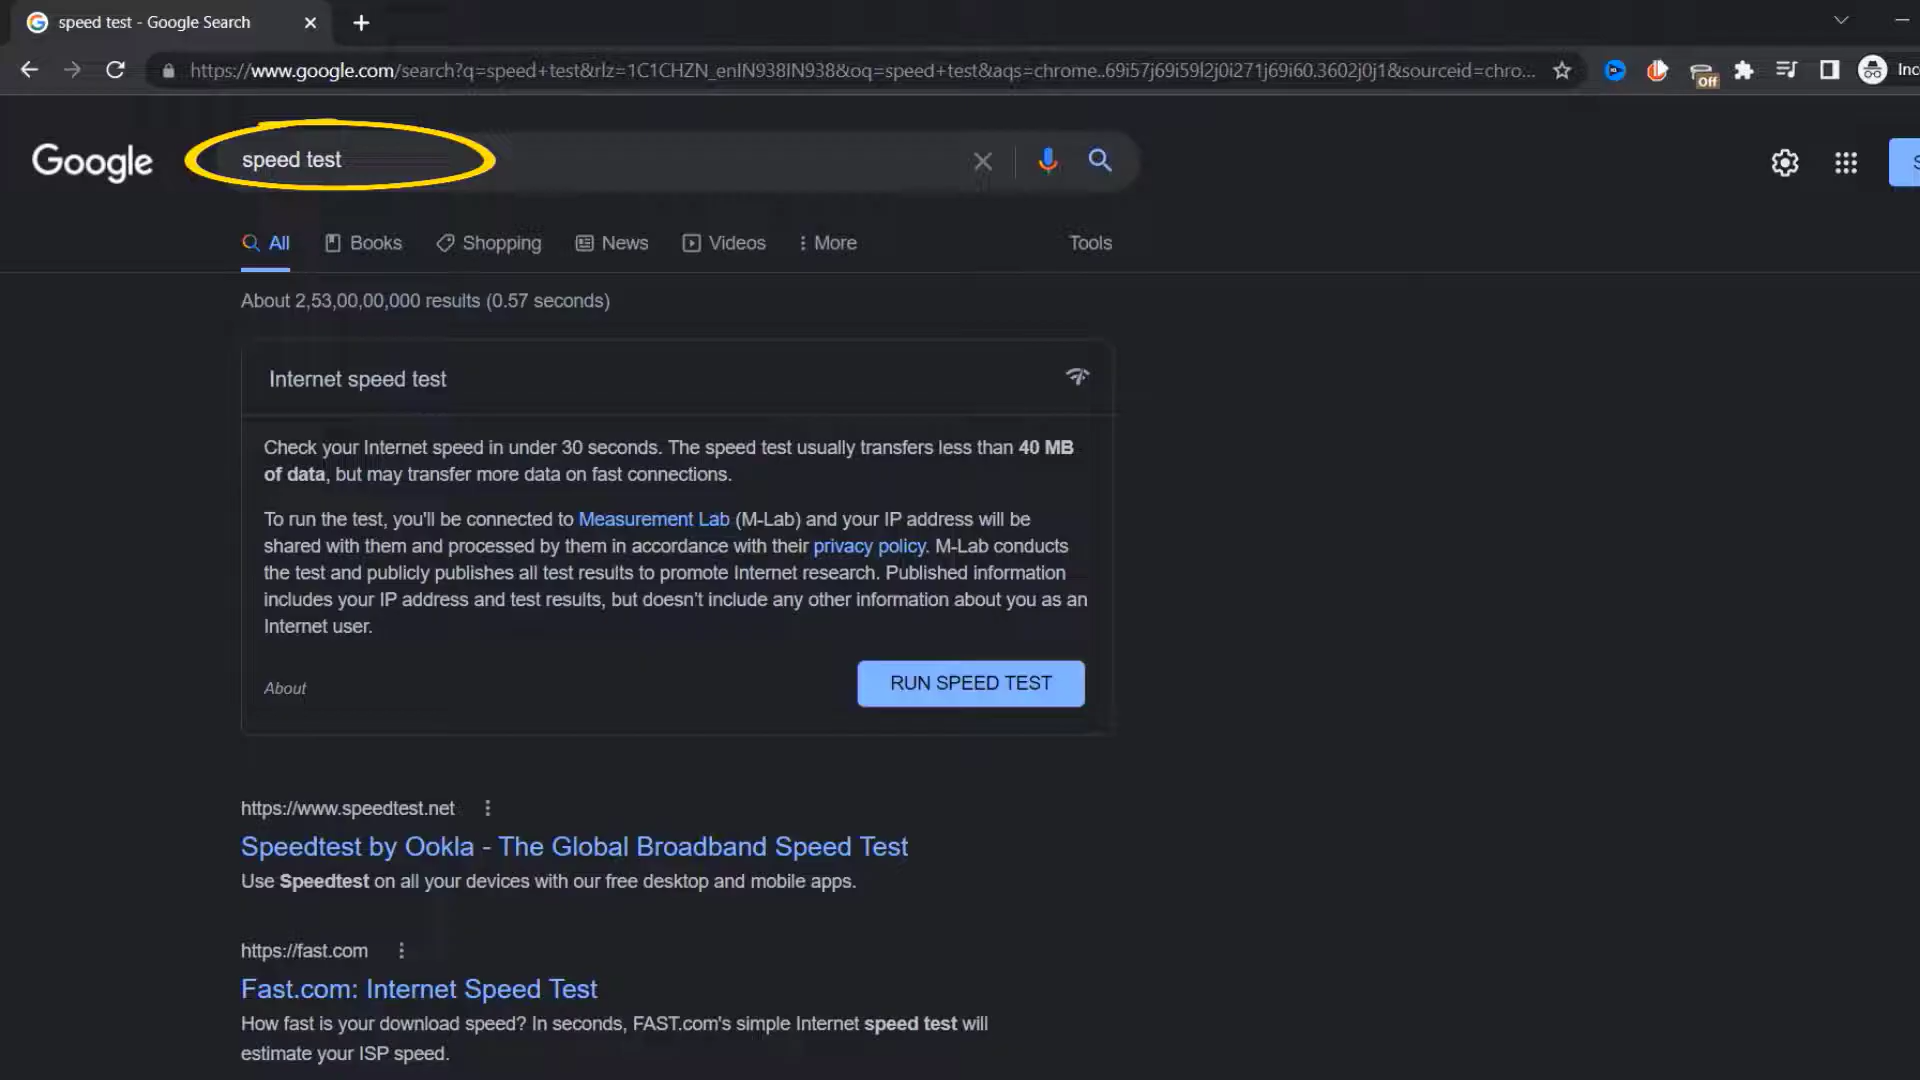 speed test - Google Search
https://www.google.com/search?q=speed+test&rlz=1C1CHZN_enIN938IN938&oq=speed+test&aqs=chrome..69i57j69i59l2j0i271j69i60.3602j0j1&sourceid=chro...
Off
Google
speed test
All Books Shopping News Videos More Tools
About 2,53,00,00,000 results (0.57 seconds)
Internet speed test
Check your Internet speed in under 30 seconds. The speed test usually transfers less than 40 MB
of data, but may transfer more data on fast connections.
To run the test, you'll be connected to Measurement Lab (M-Lab) and your IP address will be
shared with them and processed by them in accordance with their privacy policy. M-Lab conducts
the test and publicly publishes all test results to promote Internet research. Published information
includes your IP address and test results, but doesn't include any other information about you as an
Internet user.
About
RUN SPEED TEST
https://www.speedtest.net
Speedtest by Ookla - The Global Broadband Speed Test
Use Speedtest on all your devices with our free desktop and mobile apps.
https://fast.com
Fast.com: Internet Speed Test
How fast is your download speed? In seconds, FAST.com's simple Internet speed test will
estimate your ISP speed.